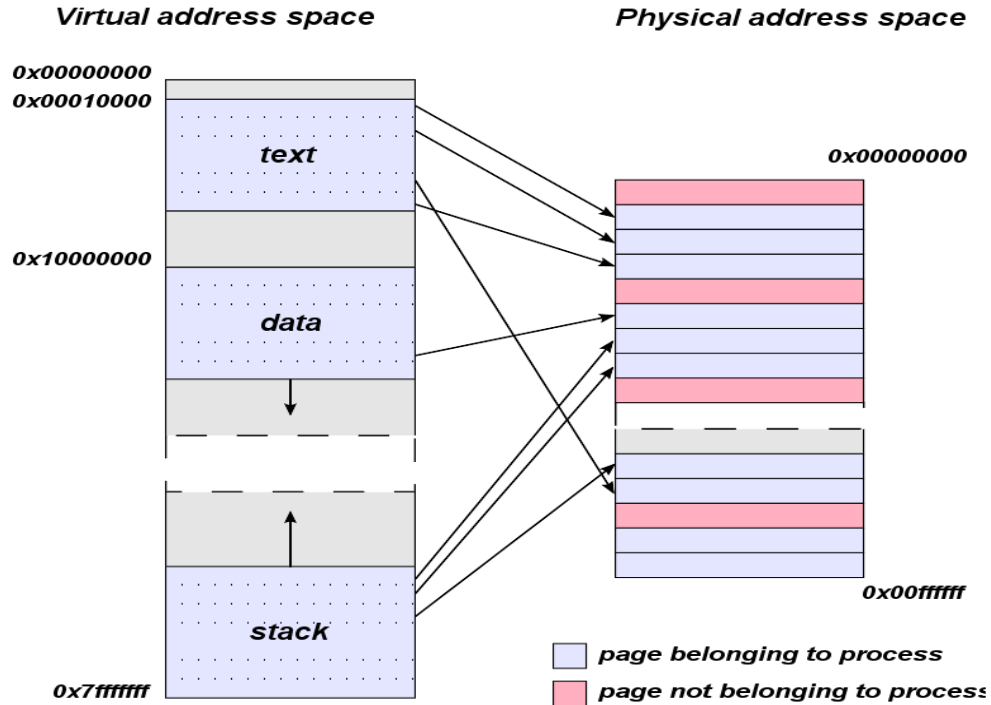 Virtual address space
Physical address space
0x00000000
0x00010000
text
0x10000000
data
stack
0x7fffffff
0x00000000
0x00ffffff
page belonging to process
page not belonging to process